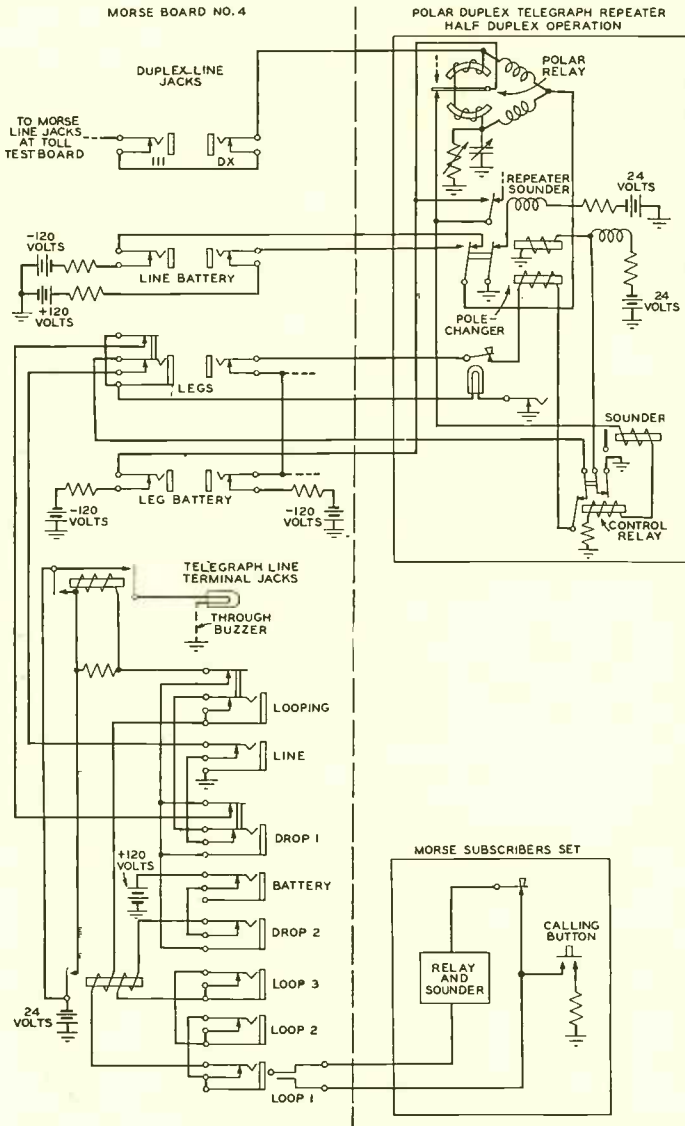 MORSE BOARD NO. 4
POLAR DUPLEX TELEGRAPH REPEATER
HALF DUPLEX OPERATION
DUPLEX-LINE
JACKS
POLAR
RELAY
TO MORSE
LINE JACKS
AT TOLL
TESTBOARD
III
DX
REPEATER
SOUNDER
24
VOLTS
-120
VOLTS
LINE BATTERY
+120
VOLTS
POLE-
CHANGER
24
VOLTS
LEGS
SOUNDER
LEG BATTERY
-120
VOLTS
-120
VOLTS
CONTROL
RELAY
TELEGRAPH LINE
TERMINAL JACKS
THROUGH
BUZZER
LOOPING
LINE
DROP 1
+120
VOLTS
BATTERY
DROP 2
LOOP 3
24
VOLTS
LOOP 2
LOOP 1
MORSE SUBSCRIBERS SET
CALLING
BUTTON
RELAY
AND
SOUNDER